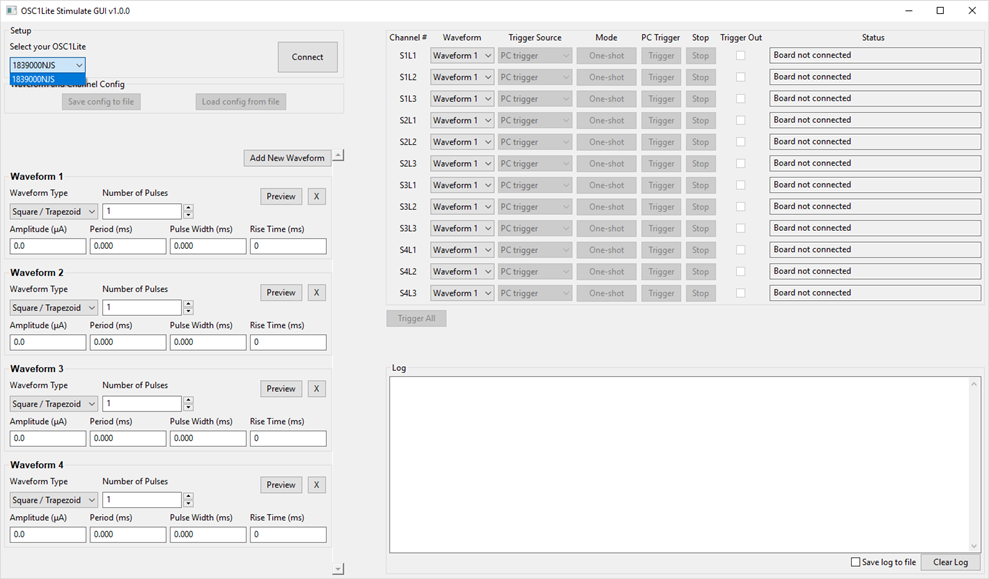 OSC1Lite Stimulate GUI v1.0.0
Setup
Select your OSC1Lite
1839000NJS
Connect
1839000NJS
Waveform and Channel Config
Save config to file
Load config from file
Add New Waveform
Waveform 1
Waveform Type
Number of Pulses
Preview
X
Square / Trapezoid
1
Amplitude (μA) Period (ms) Pulse Width (ms) Rise Time (ms)
0.0 0.000 0.000 0
Waveform 2
Waveform Type
Number of Pulses
Preview
X
Square / Trapezoid
1
Amplitude (μA) Period (ms) Pulse Width (ms) Rise Time (ms)
0.0 0.000 0.000 0
Waveform 3
Waveform Type
Number of Pulses
Preview
X
Square / Trapezoid
1
Amplitude (μA) Period (ms) Pulse Width (ms) Rise Time (ms)
0.0 0.000 0.000 0
Waveform 4
Waveform Type
Number of Pulses
Preview
X
Square / Trapezoid
1
Amplitude (μA) Period (ms) Pulse Width (ms) Rise Time (ms)
0.0 0.000 0.000 0
Channel # Waveform Trigger Source Mode PC Trigger Stop Trigger Out Status
S1L1 Waveform 1 PC trigger One-shot Trigger Stop Board not connected
S1L2 Waveform 1 PC trigger One-shot Trigger Stop Board not connected
S1L3 Waveform 1 PC trigger One-shot Trigger Stop Board not connected
S2L1 Waveform 1 PC trigger One-shot Trigger Stop Board not connected
S2L2 Waveform 1 PC trigger One-shot Trigger Stop Board not connected
S2L3 Waveform 1 PC trigger One-shot Trigger Stop Board not connected
S3L1 Waveform 1 PC trigger One-shot Trigger Stop Board not connected
S3L2 Waveform 1 PC trigger One-shot Trigger Stop Board not connected
S3L3 Waveform 1 PC trigger One-shot Trigger Stop Board not connected
S4L1 Waveform 1 PC trigger One-shot Trigger Stop Board not connected
S4L2 Waveform 1 PC trigger One-shot Trigger Stop Board not connected
S4L3 Waveform 1 PC trigger One-shot Trigger Stop Board not connected
Trigger All
Log
Save log to file
Clear Log